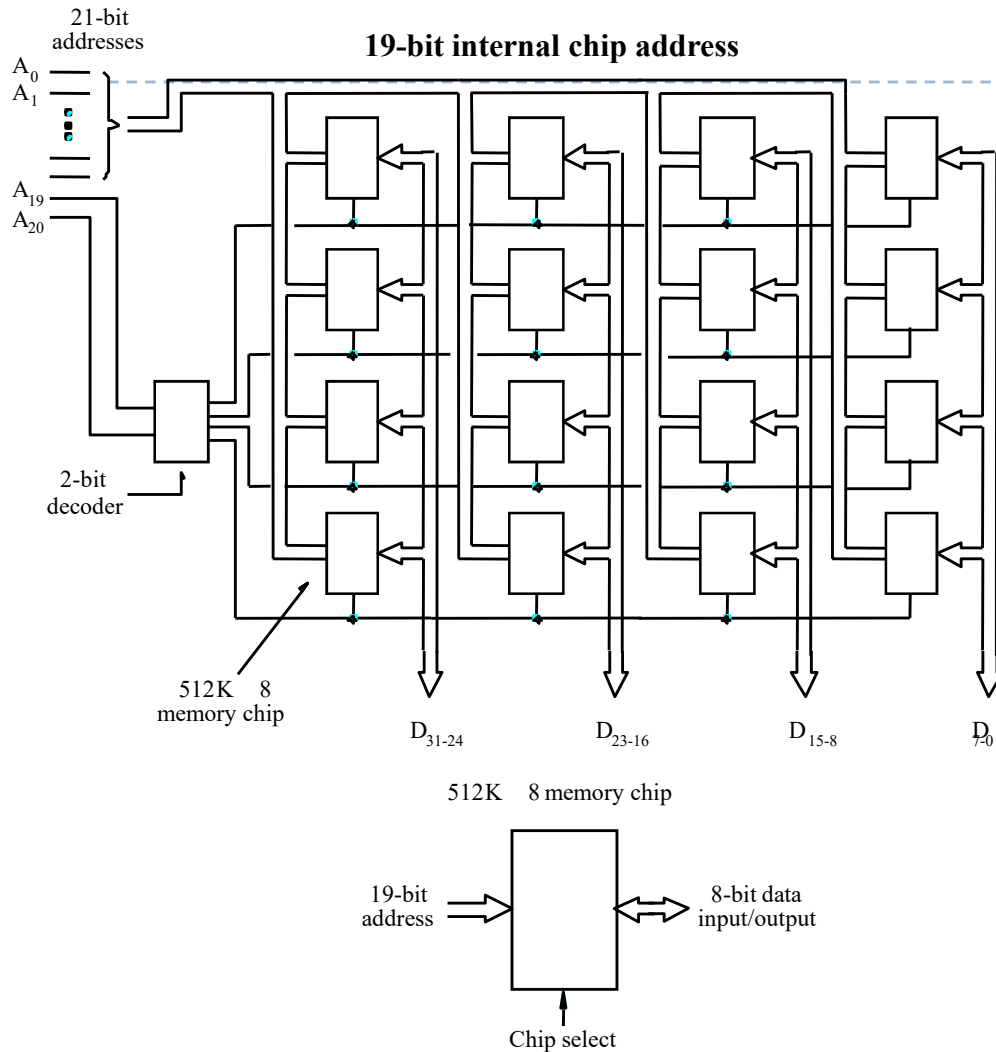 21-bit
addresses
19-bit internal chip address
A0
A1
A19
A20
2-bit
decoder
512K 8
memory chip
D31-24
D23-16
D15-8
D7-0
512K 8 memory chip
19-bit
address
8-bit data
input/output
Chip select